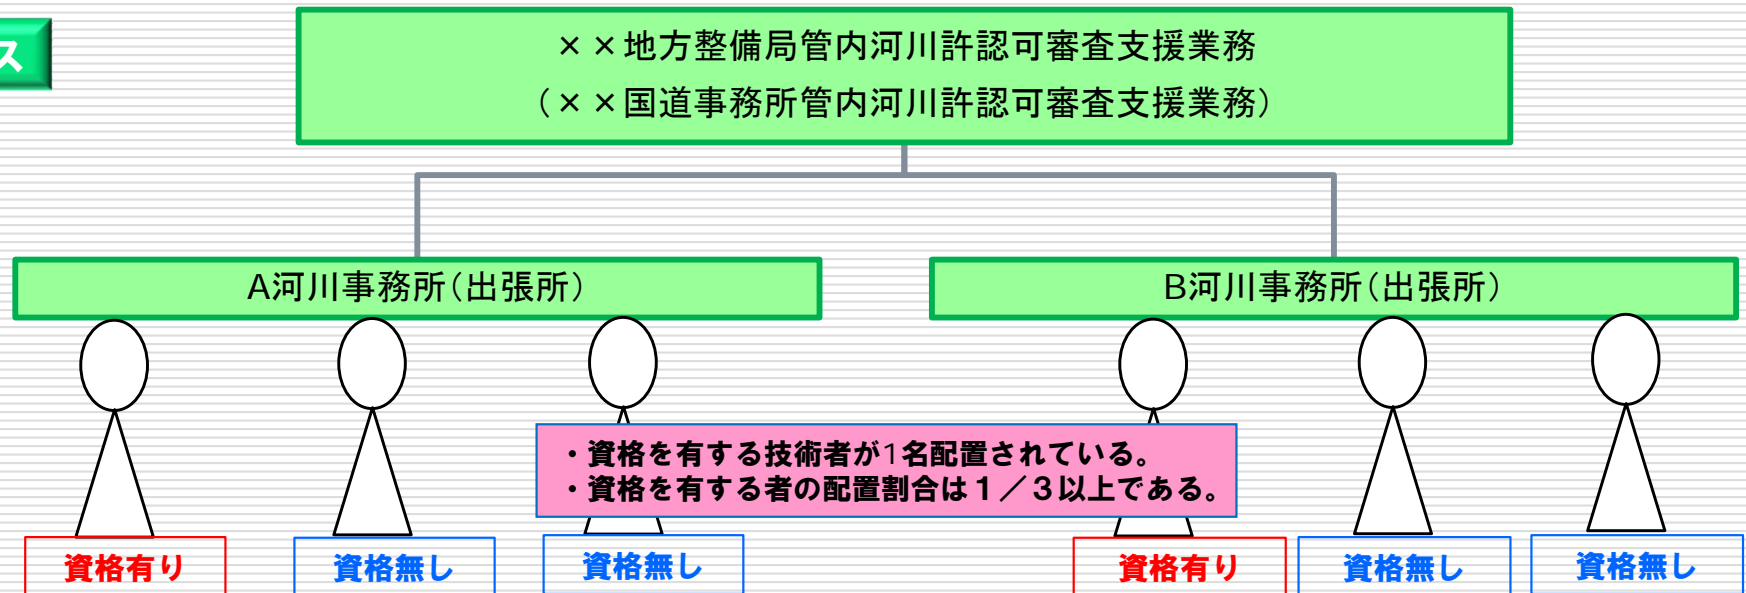 ス
××地方整備局管内河川許認可審査支援業務
（××国道事務所管内河川許認可審査支援業務）
A河川事務所（出張所）
B河川事務所（出張所）
・資格を有する技術者が1名配置されている。
・資格を有する者の配置割合は１／３以上である。
資格有り
資格無し
資格無し
資格有り
資格無し
資格無し